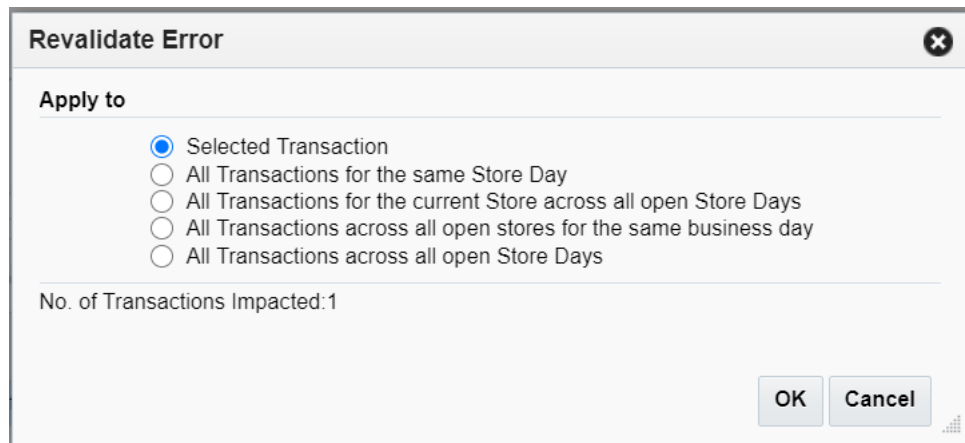 Revalidate Error
Apply to
Selected Transaction
All Transactions for the same Store Day
All Transactions for the current Store across all open Store Days
All Transactions across all open stores for the same business day
All Transactions across all open Store Days
No. of Transactions Impacted:1
OK Cancel